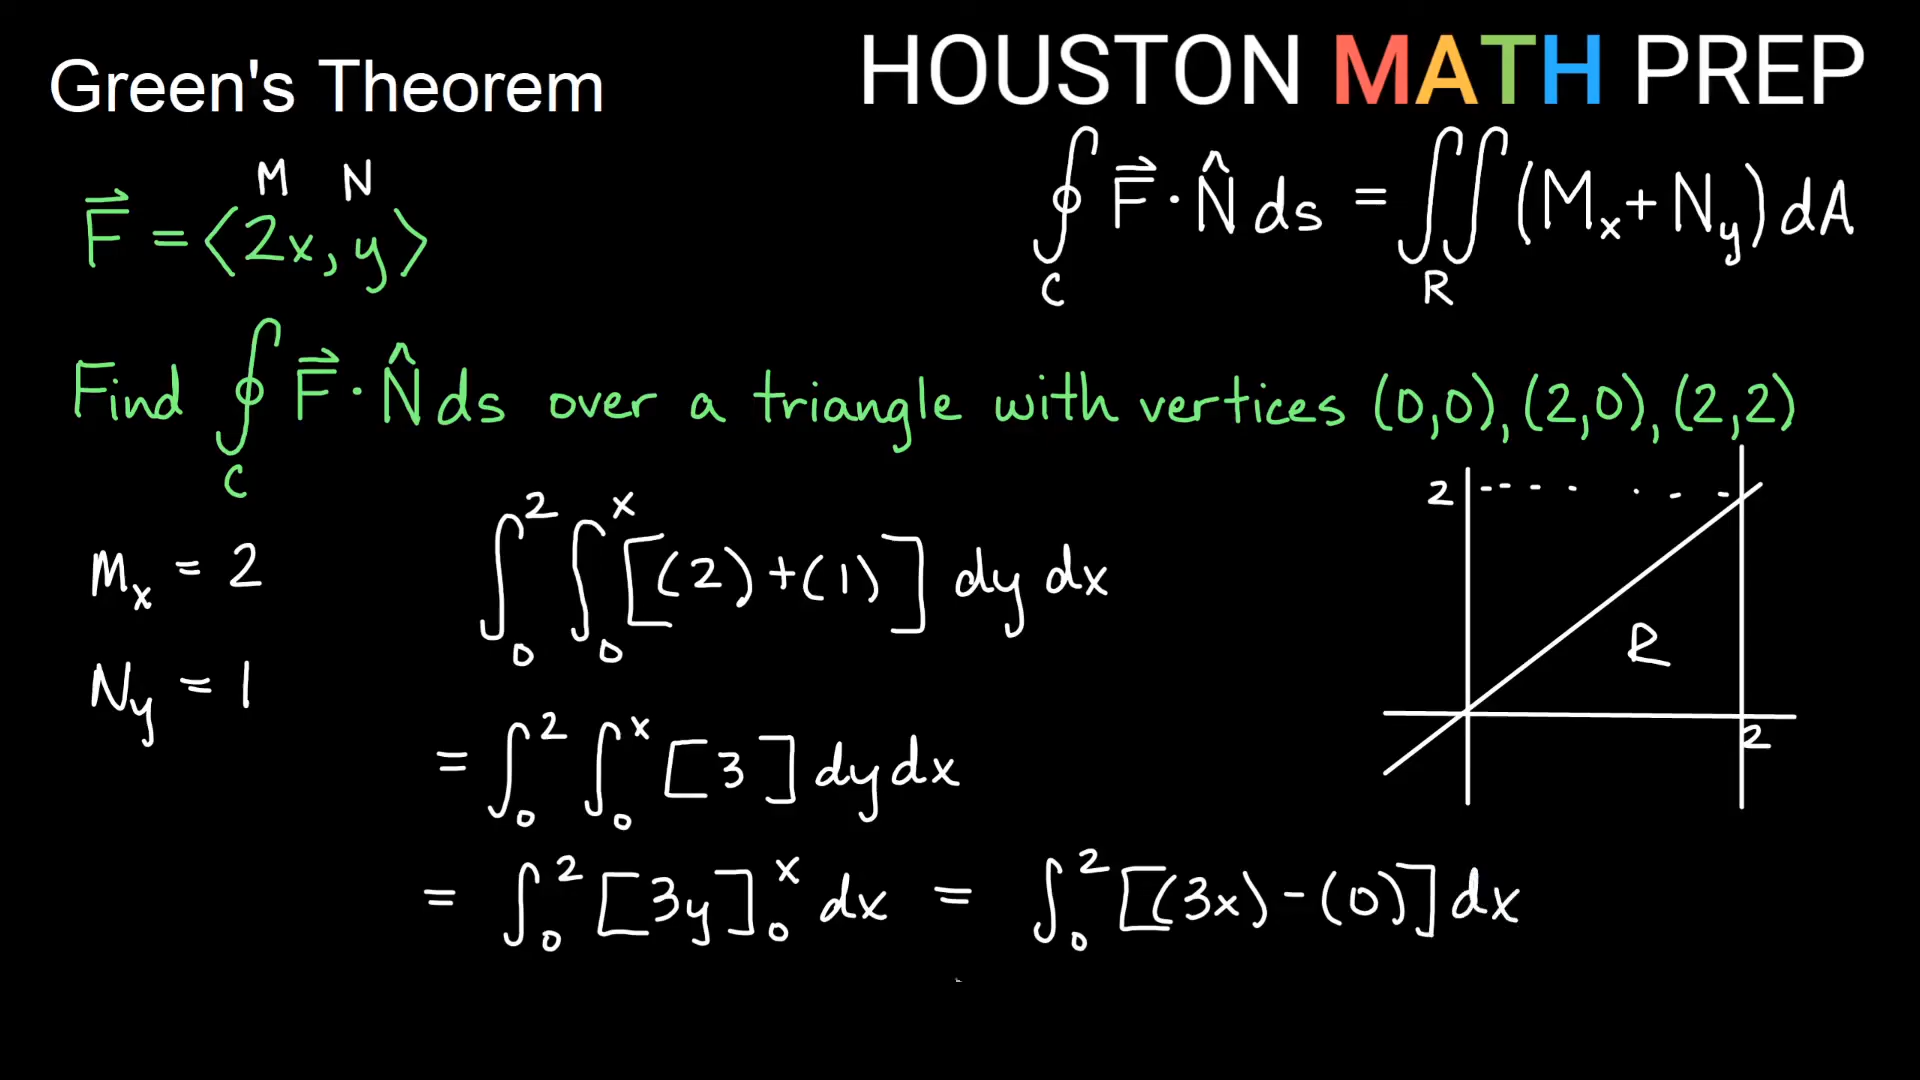 Green's Theorem
HOUSTON MATH PREP
M N
F⃗ = ⟨2x, y⟩
∮_C F⃗ · N̂ ds = ∬_R (M_x + N_y) dA
Find ∮_C F⃗ · N̂ ds over a triangle with vertices (0,0), (2,0), (2,2)
M_x = 2
N_y = 1
∫_0^2 ∫_0^x [(2)+(1)] dy dx
= ∫_0^2 ∫_0^x [3] dy dx
= ∫_0^2 [3y]_0^x dx = ∫_0^2 [(3x)-(0)] dx
2
R
2